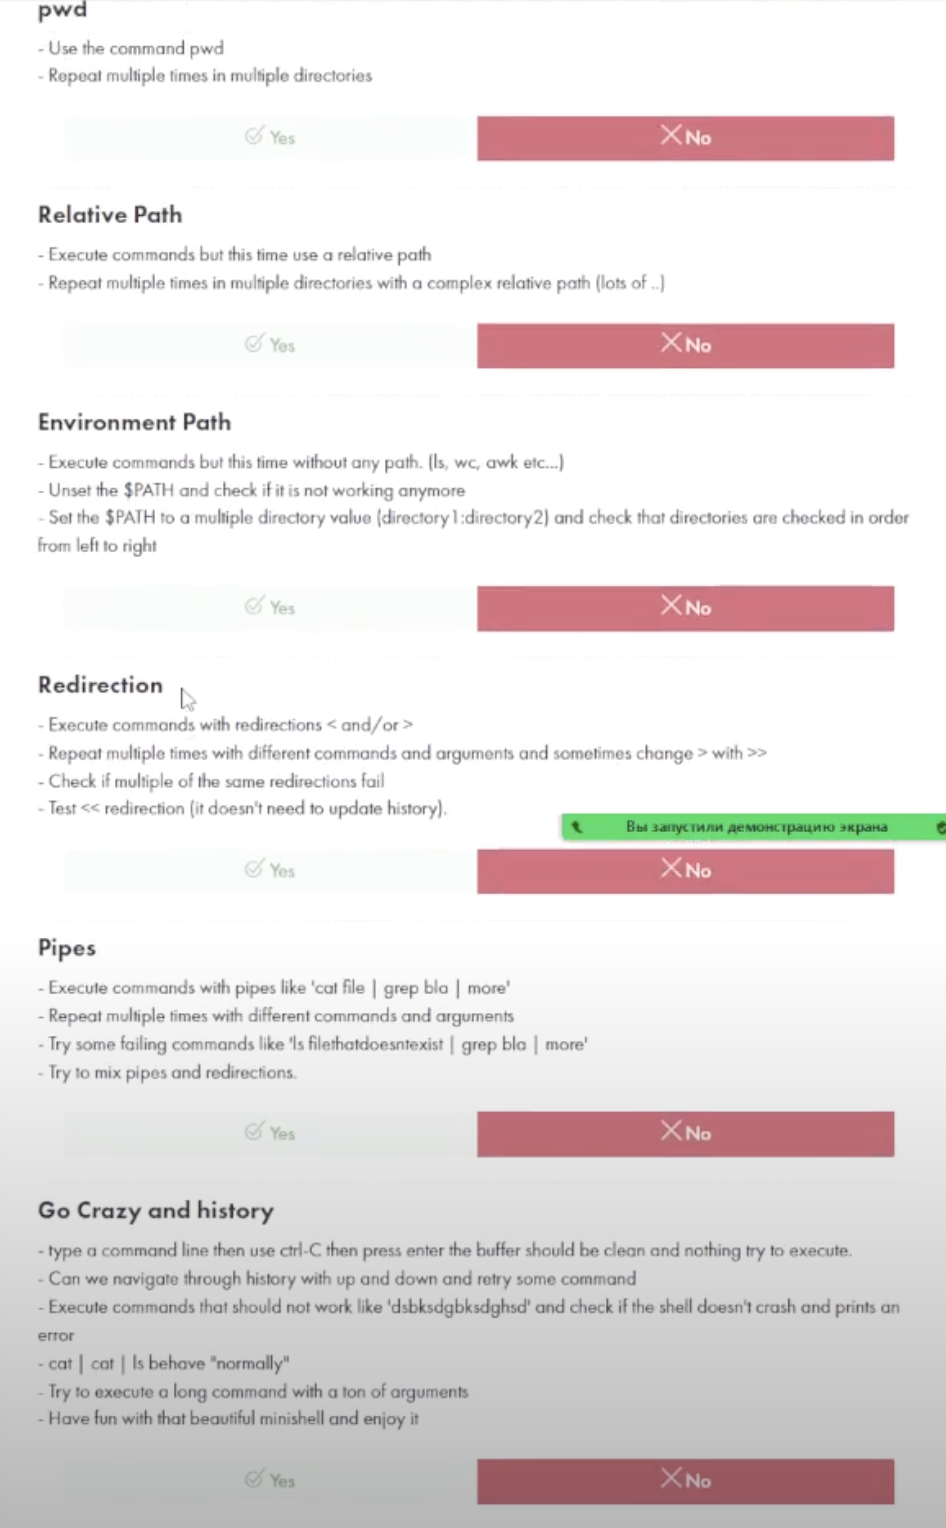 pwd
- Use the command pwd
- Repeat multiple times in multiple directories
Yes
No
Relative Path
- Execute commands but this time use a relative path
- Repeat multiple times in multiple directories with a complex relative path (lots of ..)
Yes
No
Environment Path
- Execute commands but this time without any path. (ls, wc, awk etc...)
- Unset the $PATH and check if it is not working anymore
- Set the $PATH to a multiple directory value (directory1:directory2) and check that directories are checked in order
from left to right
Yes
No
Redirection
- Execute commands with redirections < and/or >
- Repeat multiple times with different commands and arguments and sometimes change > with >>
- Check if multiple of the same redirections fail
- Test << redirection (it doesn't need to update history).
Вы запустили демонстрацию экрана
Yes
No
Pipes
- Execute commands with pipes like 'cat file | grep bla | more'
- Repeat multiple times with different commands and arguments
- Try some failing commands like 'ls filethatdoesntexist | grep bla | more'
- Try to mix pipes and redirections.
Yes
No
Go Crazy and history
- type a command line then use ctrl-C then press enter the buffer should be clean and nothing try to execute.
- Can we navigate through history with up and down and retry some command
- Execute commands that should not work like 'dsbksdgbksdghsd' and check if the shell doesn't crash and prints an
error
- cat | cat | ls behave "normally"
- Try to execute a long command with a ton of arguments
- Have fun with that beautiful minishell and enjoy it
Yes
No